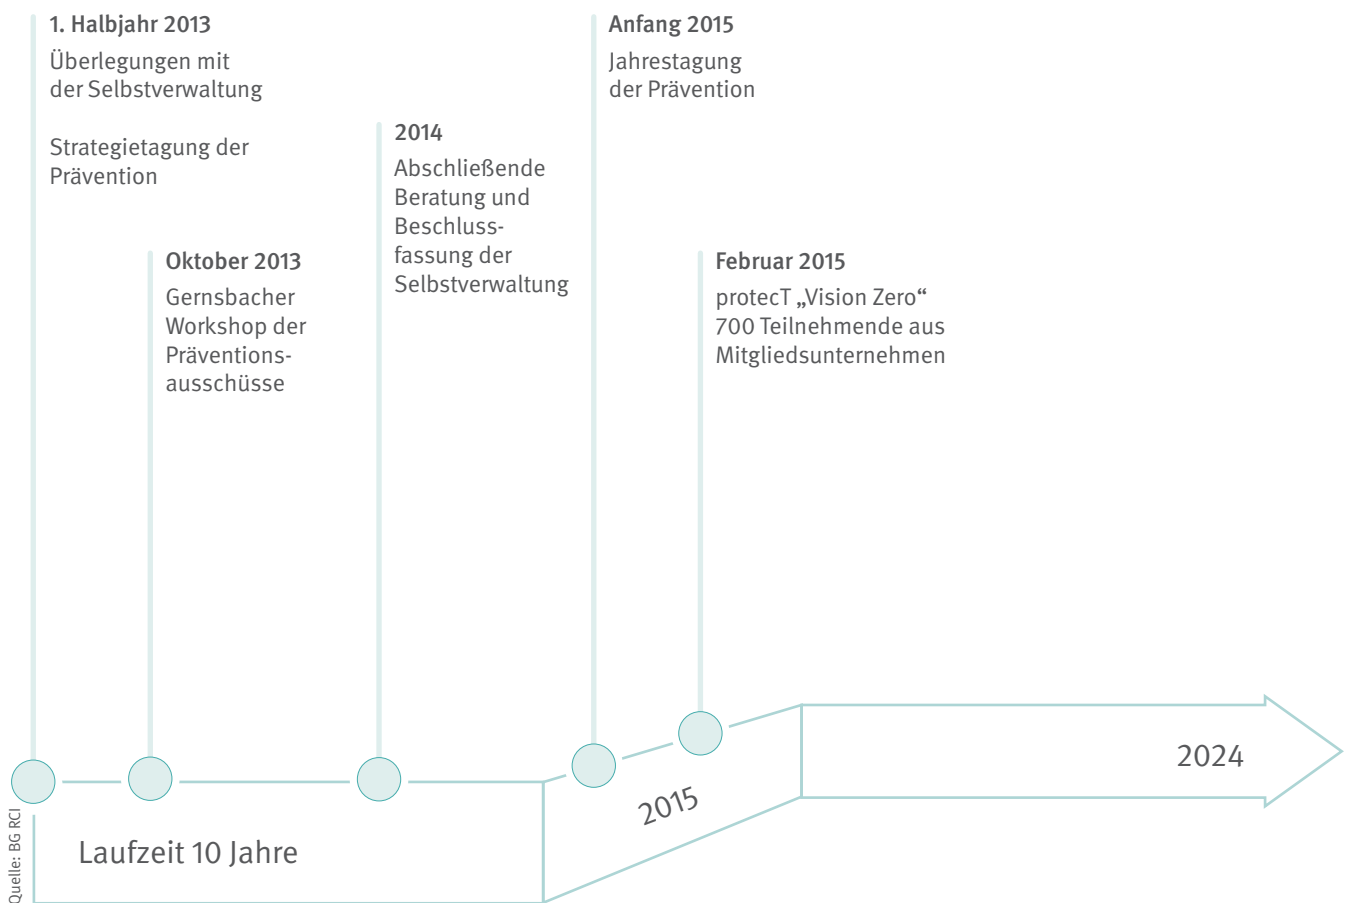 1. Halbjahr 2013
Überlegungen mit
der Selbstverwaltung
Strategietagung der
Prävention
Oktober 2013
Gernsbacher
Workshop der
Präventions-
ausschüsse
2014
Abschließende
Beratung und
Beschluss-
fassung der
Selbstverwaltung
Anfang 2015
Jahrestagung
der Prävention
Februar 2015
protecT „Vision Zero“
700 Teilnehmende aus
Mitgliedsunternehmen
Laufzeit 10 Jahre
2015
2024
Quelle: BG RCI